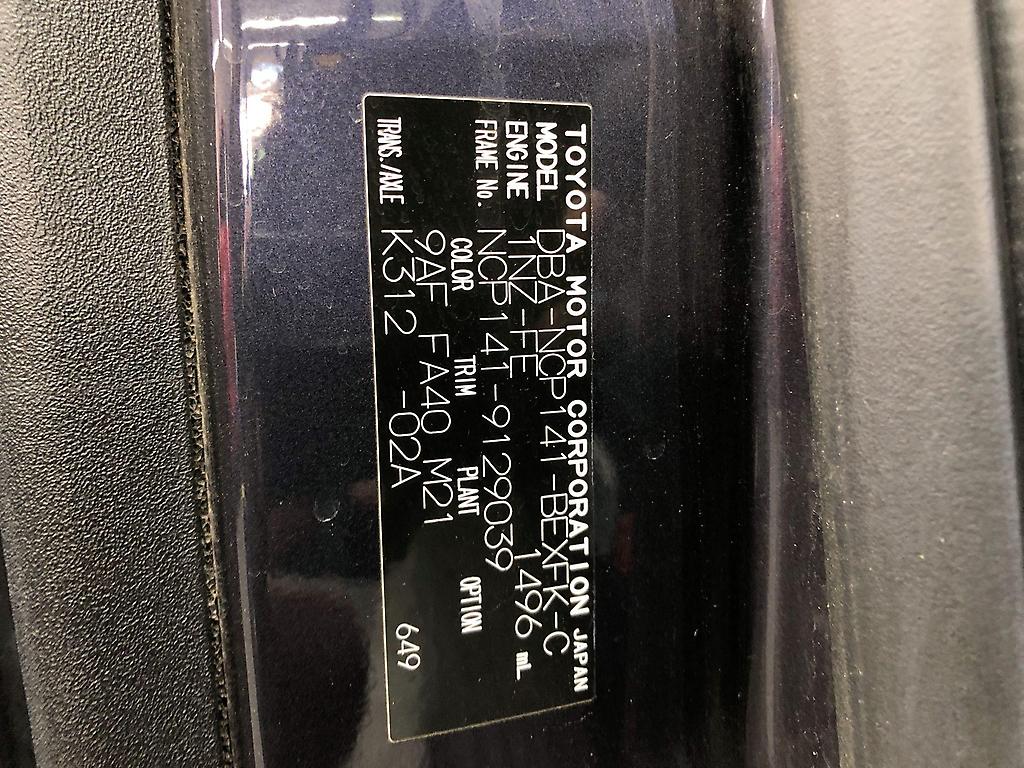 TOYOTA MOTOR CORPORATION JAPAN
MODEL DBA-NCP141-BEXFK-C
ENGINE 1NZ-FE 1496 mL
FRAME No. NCP141-9129039
COLOR TRIM PLANT OPTION
9AF FA40 M21
TRANS./AXLE K312 -02A 649